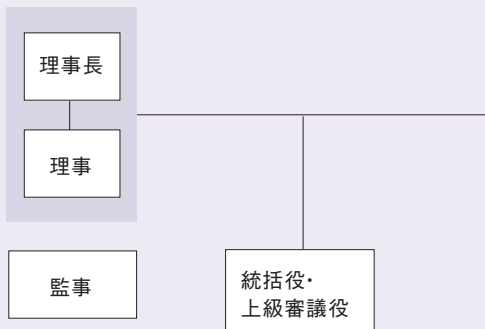 理事長
理事
監事
統括役・
上級審議役